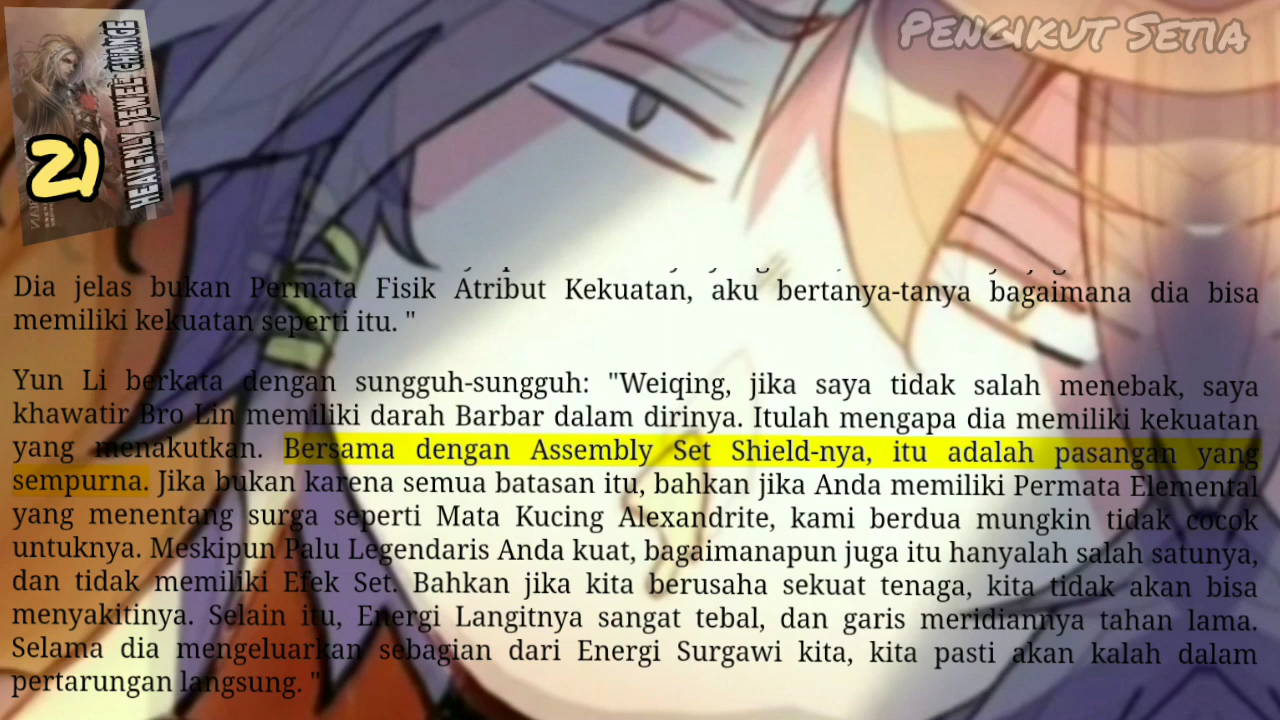 PENGIKUT SETIA
HEAVENLY JEWEL CHANGE
21
Dia jelas bukan Permata Fisik Atribut Kekuatan, aku bertanya-tanya bagaimana dia bisa
memiliki kekuatan seperti itu. "
Yun Li berkata dengan sungguh-sungguh: "Weiqing, jika saya tidak salah menebak, saya
khawatir Bro Lin memiliki darah Barbar dalam dirinya. Itulah mengapa dia memiliki kekuatan
yang menakutkan. Bersama dengan Assembly Set Shield-nya, itu adalah pasangan yang
sempurna. Jika bukan karena semua batasan itu, bahkan jika Anda memiliki Permata Elemental
yang menentang surga seperti Mata Kucing Alexandrite, kami berdua mungkin tidak cocok
untuknya. Meskipun Palu Legendaris Anda kuat, bagaimanapun juga itu hanyalah salah satunya,
dan tidak memiliki Efek Set. Bahkan jika kita berusaha sekuat tenaga, kita tidak akan bisa
menyakitinya. Selain itu, Energi Langitnya sangat tebal, dan garis meridiannya tahan lama.
Selama dia mengeluarkan sebagian dari Energi Surgawi kita, kita pasti akan kalah dalam
pertarungan langsung. "